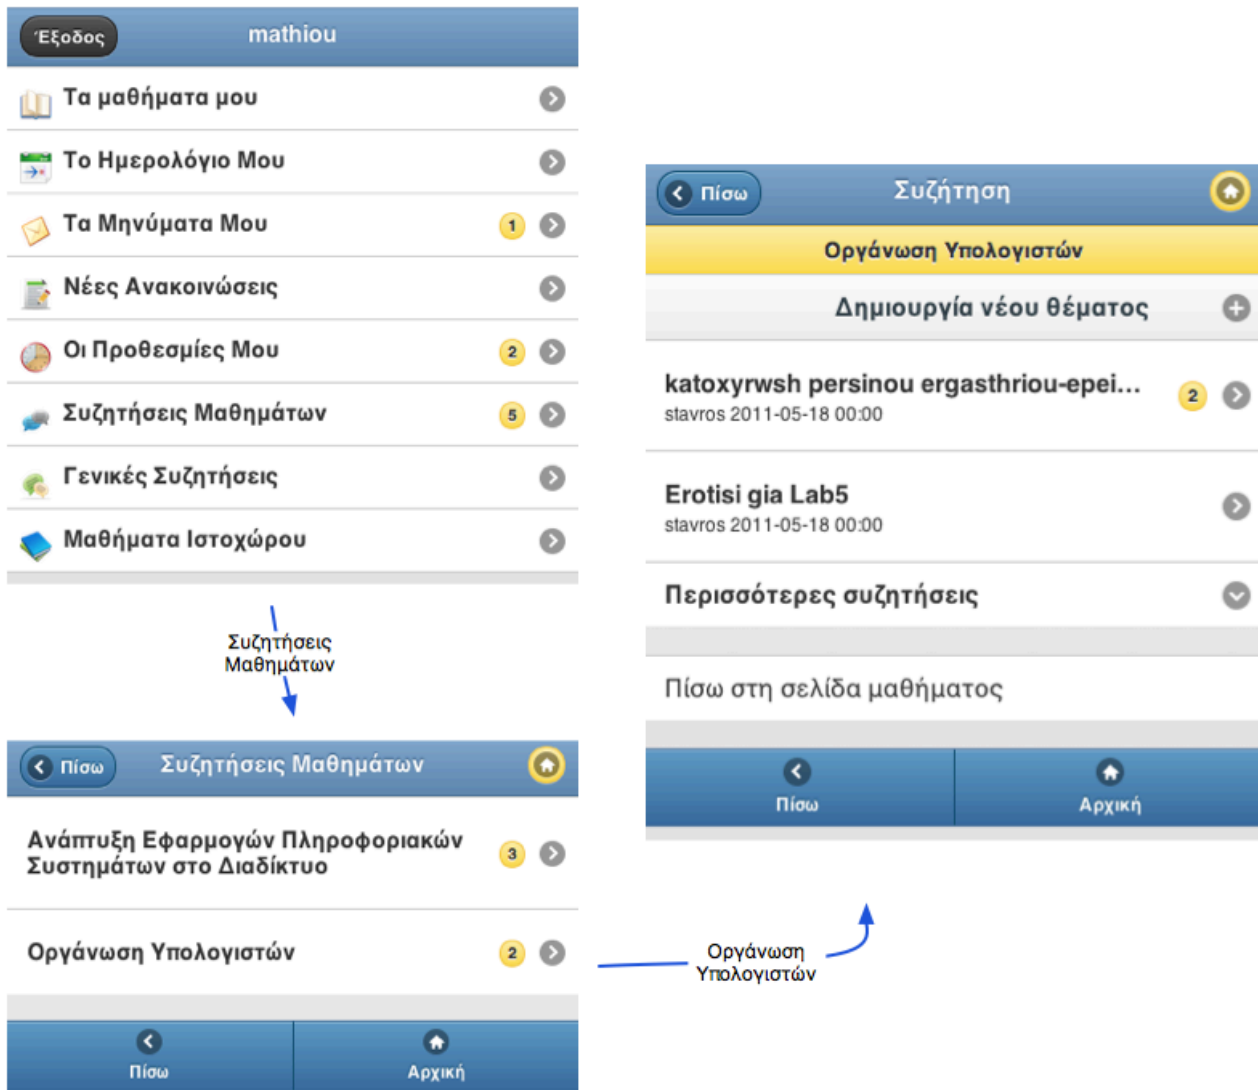 Έξοδος
mathiou
Τα μαθήματα μου
Το Ημερολόγιο Μου
Τα Μηνύματα Μου 1
Νέες Ανακοινώσεις
Οι Προθεσμίες Μου 2
Συζητήσεις Μαθημάτων 5
Γενικές Συζητήσεις
Μαθήματα Ιστοχώρου
Συζητήσεις
Μαθημάτων
Πίσω
Συζητήσεις Μαθημάτων
Ανάπτυξη Εφαρμογών Πληροφοριακών
Συστημάτων στο Διαδίκτυο 3
Οργάνωση Υπολογιστών 2
Πίσω
Αρχική
Οργάνωση
Υπολογιστών
Πίσω
Συζήτηση
Οργάνωση Υπολογιστών
Δημιουργία νέου θέματος
katoxyrwsh persinou ergasthriou-epei... 2
stavros 2011-05-18 00:00
Erotisi gia Lab5
stavros 2011-05-18 00:00
Περισσότερες συζητήσεις
Πίσω στη σελίδα μαθήματος
Πίσω
Αρχική